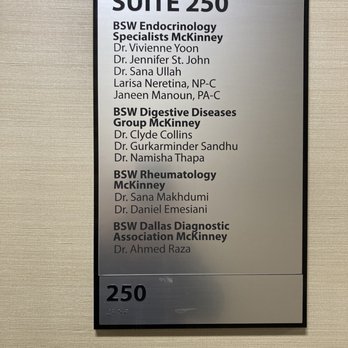 SUITE 250
BSW Endocrinology
Specialists McKinney
Dr. Vivienne Yoon
Dr. Jennifer St. John
Dr. Sana Ullah
Larisa Neretina, NP-C
Janeen Manoun, PA-C
BSW Digestive Diseases
Group McKinney
Dr. Clyde Collins
Dr. Gurkarminder Sandhu
Dr. Namisha Thapa
BSW Rheumatology
McKinney
Dr. Sana Makhdumi
Dr. Daniel Emesiani
BSW Dallas Diagnostic
Association McKinney
Dr. Ahmed Raza
250